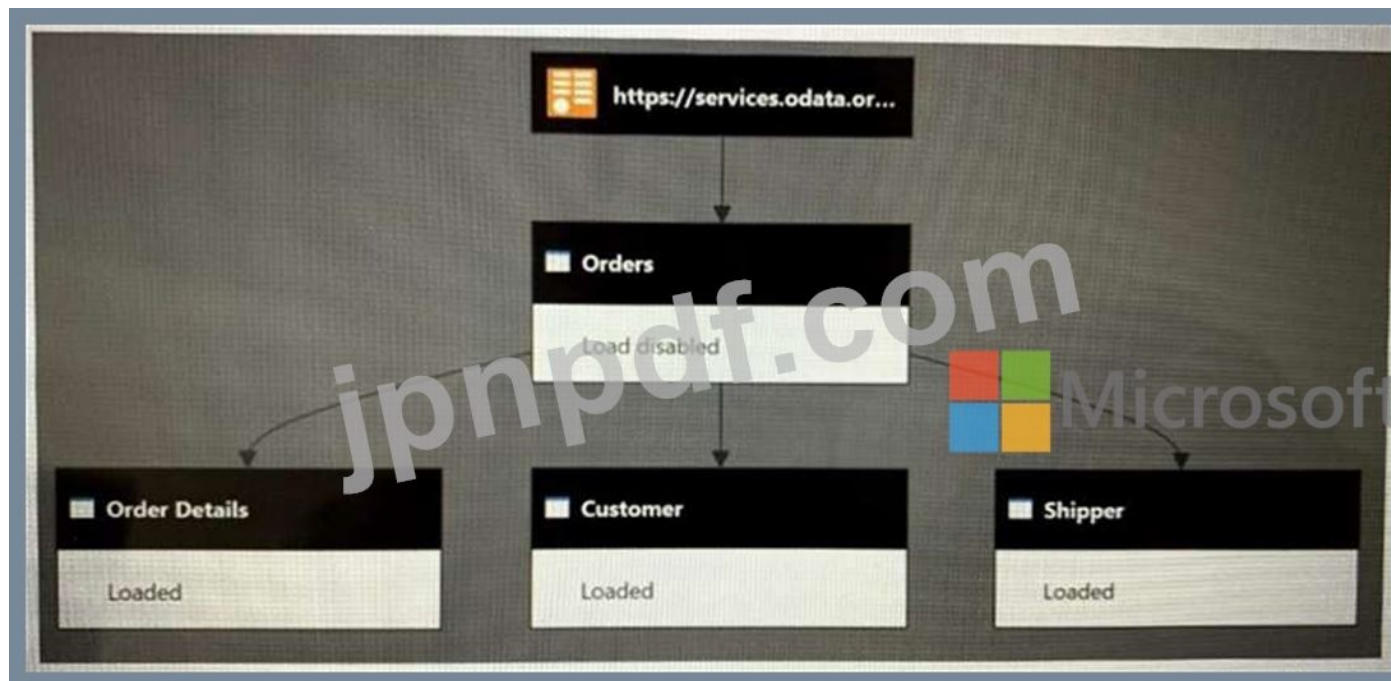 https://services.odata.or...
Orders
Load disabled
jpnpdf.com
Microsoft
Order Details
Customer
Shipper
Loaded
Loaded
Loaded